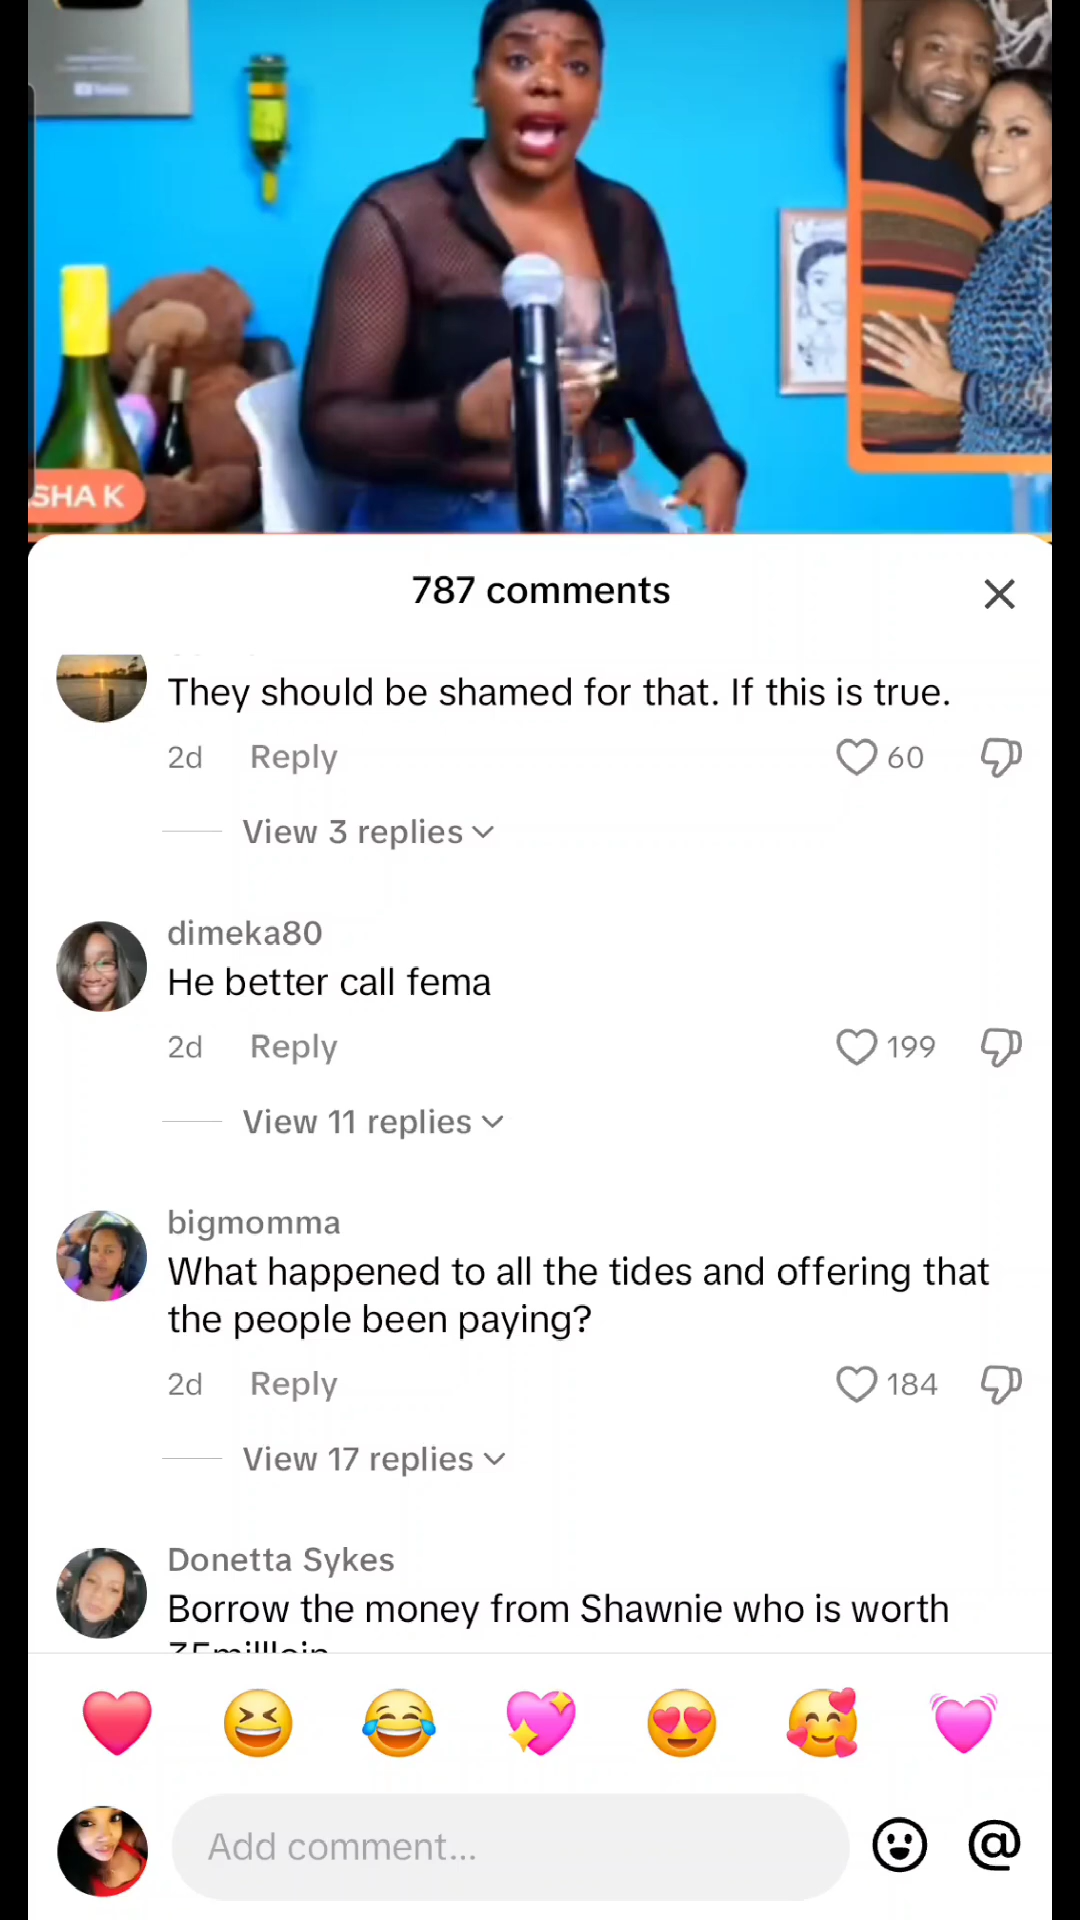 SHA K
787 comments
They should be shamed for that. If this is true.
2d Reply 60
View 3 replies
dimeka80
He better call fema
2d Reply 199
View 11 replies
bigmomma
What happened to all the tides and offering that
the people been paying?
2d Reply 184
View 17 replies
Donetta Sykes
Borrow the money from Shawnie who is worth
Add comment...